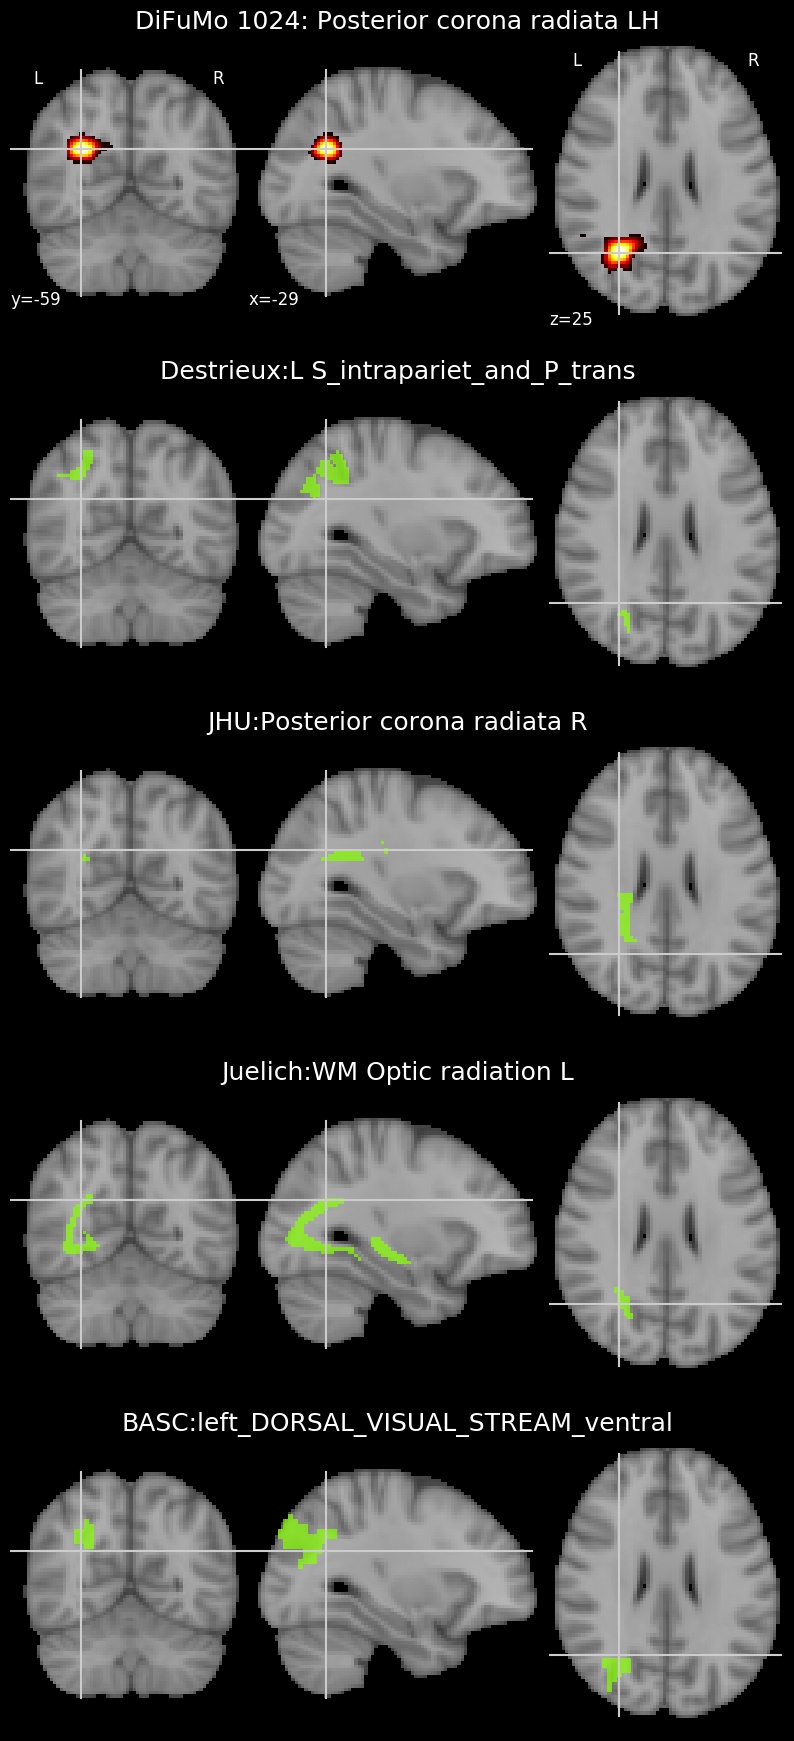 DiFuMo 1024: Posterior corona radiata LH
L R L R
y=-59 x=-29 z=25
Destrieux:L S_intrapariet_and_P_trans
JHU:Posterior corona radiata R
Juelich:WM Optic radiation L
BASC:left_DORSAL_VISUAL_STREAM_ventral